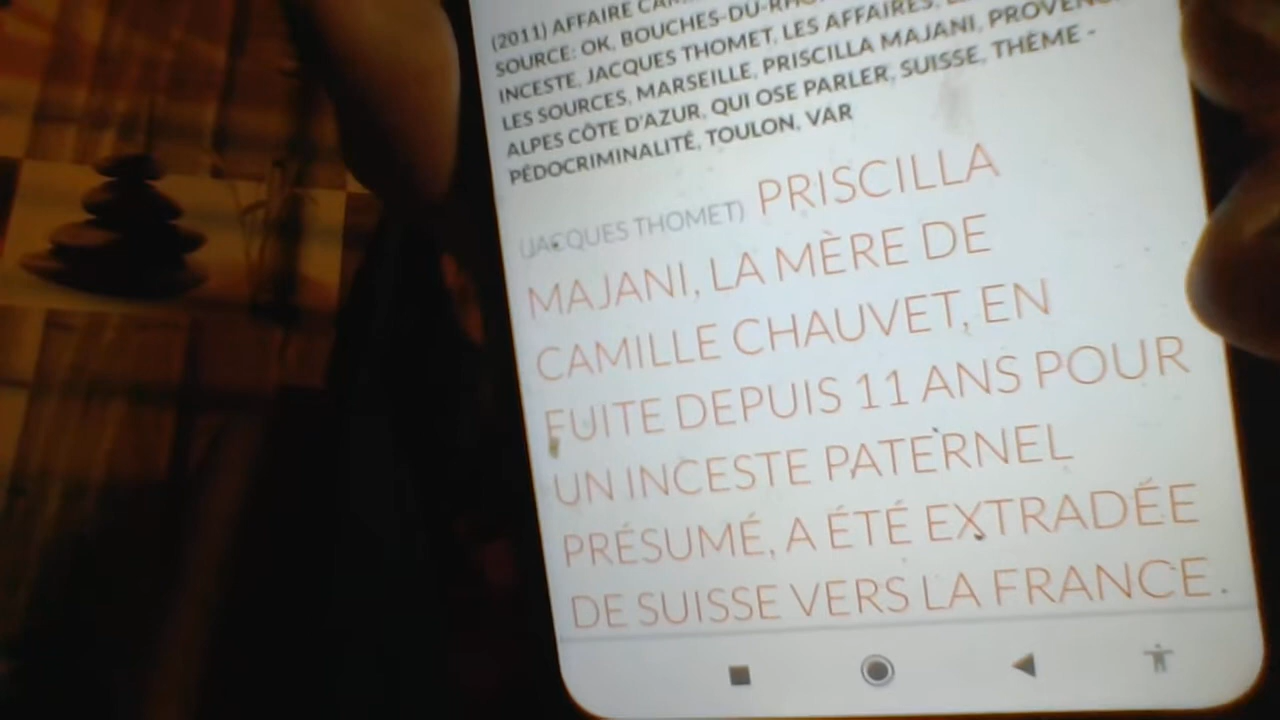 (2011) AFFAIRE
SOURCE: OK, BOUCHES-DU-
INCESTE, JACQUES THOMET, LES AFFAIRES,
LES SOURCES, MARSEILLE, PRISCILLA MAJANI,
ALPES CÔTE D'AZUR, QUI OSE PARLER, SUISSE, THÈME -
PÉDOCRIMINALITÉ, TOULON, VAR
(JACQUES THOMET) PRISCILLA
MAJANI, LA MÈRE DE
CAMILLE CHAUVET, EN
FUITE DEPUIS 11 ANS POUR
UN INCESTE PATERNEL
PRÉSUMÉ, A ÉTÉ EXTRADÉE
DE SUISSE VERS LA FRANCE.